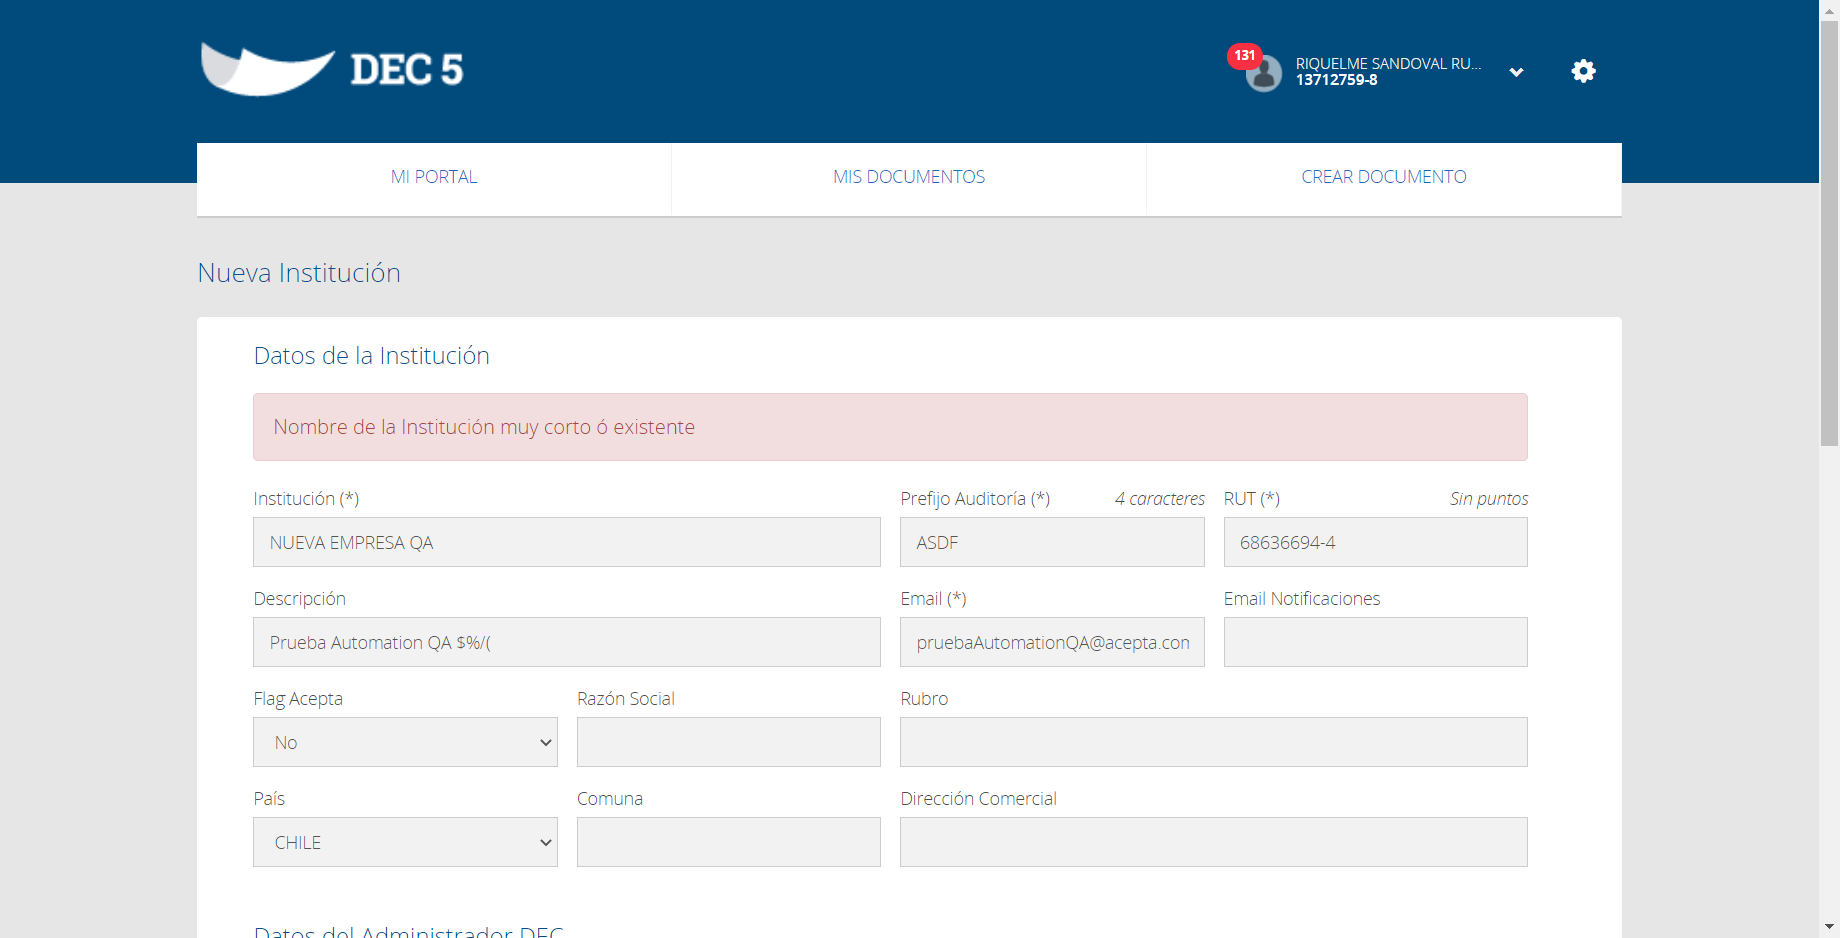 DEC 5
131
RIQUELME SANDOVAL RU...
13712759-8
MI PORTAL
MIS DOCUMENTOS
CREAR DOCUMENTO
Nueva Institución
Datos de la Institución
Nombre de la Institución muy corto ó existente
Institución (*)
Prefijo Auditoría (*) 4 caracteres
RUT (*) Sin puntos
NUEVA EMPRESA QA
ASDF
68636694-4
Descripción
Email (*)
Email Notificaciones
Prueba Automation QA $%/(
pruebaAutomationQA@acepta.con
Flag Acepta
Razón Social
Rubro
No
País
Comuna
Dirección Comercial
CHILE
Datos del Administrador DEC